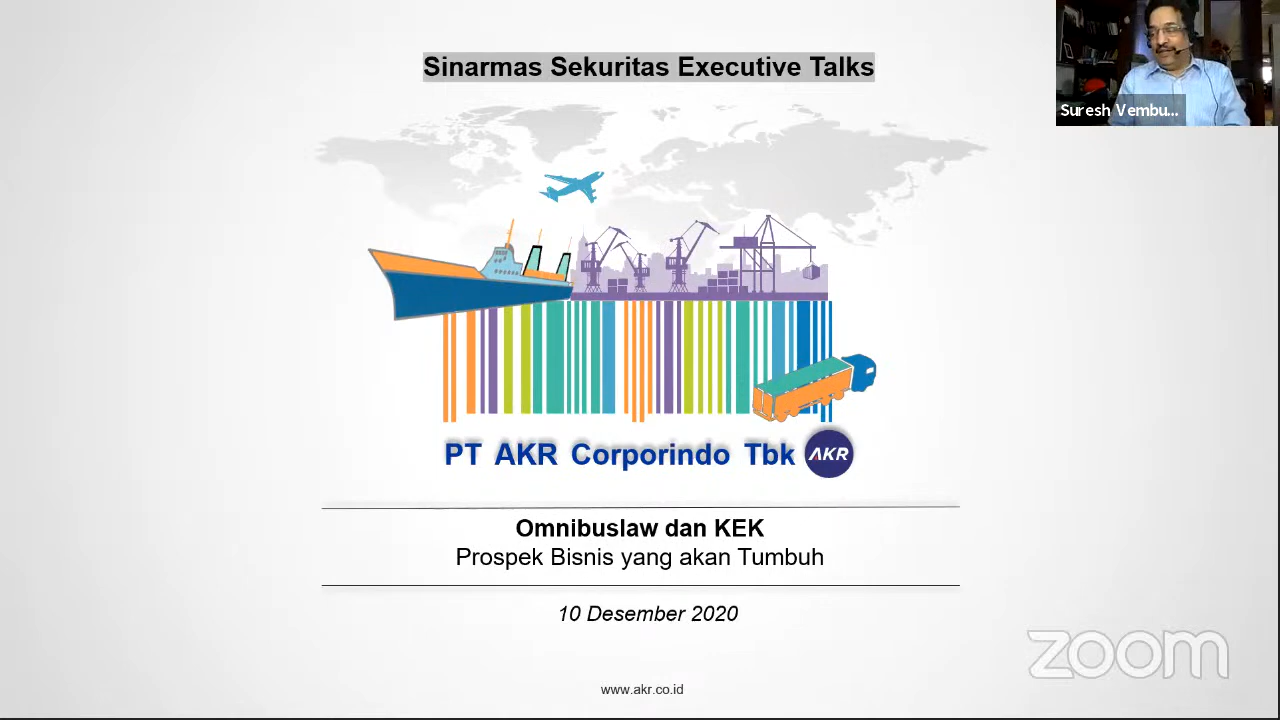 Sinarmas Sekuritas Executive Talks
Suresh Vembu...
PT AKR Corporindo Tbk
AKR
Omnibuslaw dan KEK
Prospek Bisnis yang akan Tumbuh
10 Desember 2020
zoom
www.akr.co.id